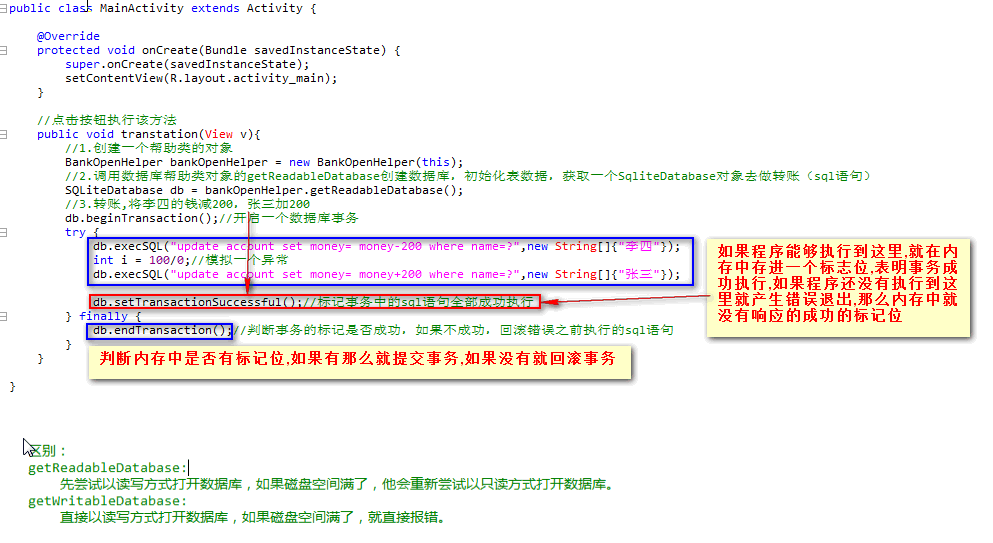 public class MainActivity extends Activity {
@Override
protected void onCreate(Bundle savedInstanceState) {
super.onCreate(savedInstanceState);
setContentView(R.layout.activity_main);
}
//点击按钮执行该方法
public void transtation(View v){
//1.创建一个帮助类的对象
BankOpenHelper bankOpenHelper = new BankOpenHelper(this);
//2.调用数据库帮助类对象的getReadableDatabase创建数据库，初始化表数据，获取一个SqliteDatabase对象去做转账（sql语句）
SQLiteDatabase db = bankOpenHelper.getReadableDatabase();
//3.转账,将李四的钱减200，张三加200
db.beginTransaction();//开启一个数据库事务
try {
db.execSQL("update account set money= money-200 where name=?",new String[]{"李四"});
int i = 100/0;//模拟一个异常
db.execSQL("update account set money= money+200 where name=?",new String[]{"张三"});
db.setTransactionSuccessful();//标记事务中的sql语句全部成功执行
} finally {
db.endTransaction();//判断事务的标记是否成功，如果不成功，回滚错误之前执行的sql语句
}
}
}
如果程序能够执行到这里,就在内
存中存进一个标志位,表明事务成
功执行,如果程序还没有执行到这
里就产生错误退出,那么内存中就
没有响应的成功的标记位
判断内存中是否有标记位,如果有那么就提交事务,如果没有就回滚事务
区别：
getReadableDatabase:
先尝试以读写方式打开数据库，如果磁盘空间满了，他会重新尝试以只读方式打开数据库。
getWritableDatabase:
直接以读写方式打开数据库，如果磁盘空间满了，就直接报错。